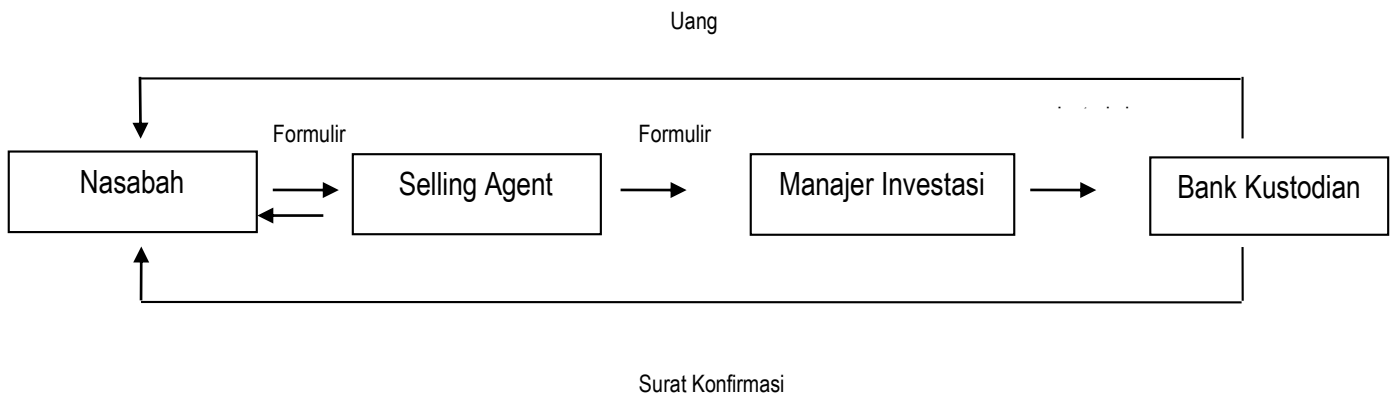 Uang
Formulir
Formulir
Nasabah
Selling Agent
Manajer Investasi
Bank Kustodian
Surat Konfirmasi